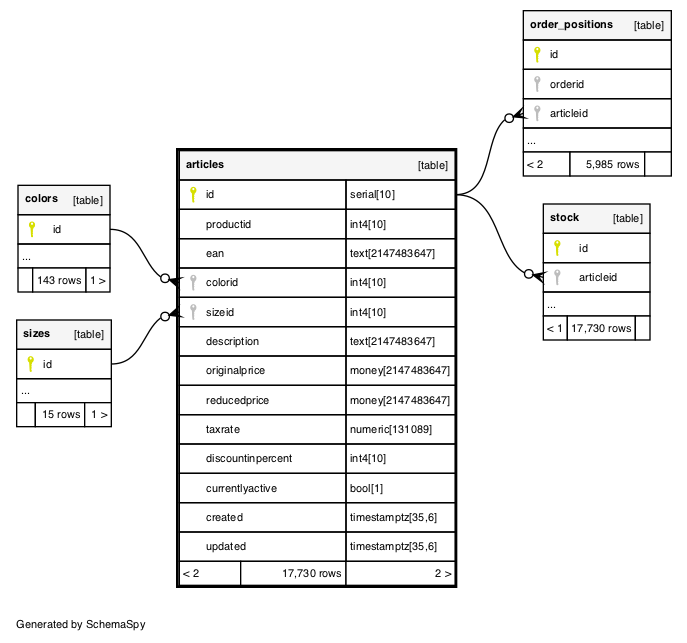 order_positions [table]
id
orderid
articleid
...
< 2 5,985 rows
articles [table]
id serial[10]
productid int4[10]
ean text[2147483647]
colorid int4[10]
sizeid int4[10]
description text[2147483647]
originalprice money[2147483647]
reducedprice money[2147483647]
taxrate numeric[131089]
discountinpercent int4[10]
currentlyactive bool[1]
created timestamptz[35,6]
updated timestamptz[35,6]
< 2 17,730 rows 2 >
colors [table]
id
...
143 rows 1 >
stock [table]
id
articleid
...
< 1 17,730 rows
sizes [table]
id
...
15 rows 1 >
Generated by SchemaSpy